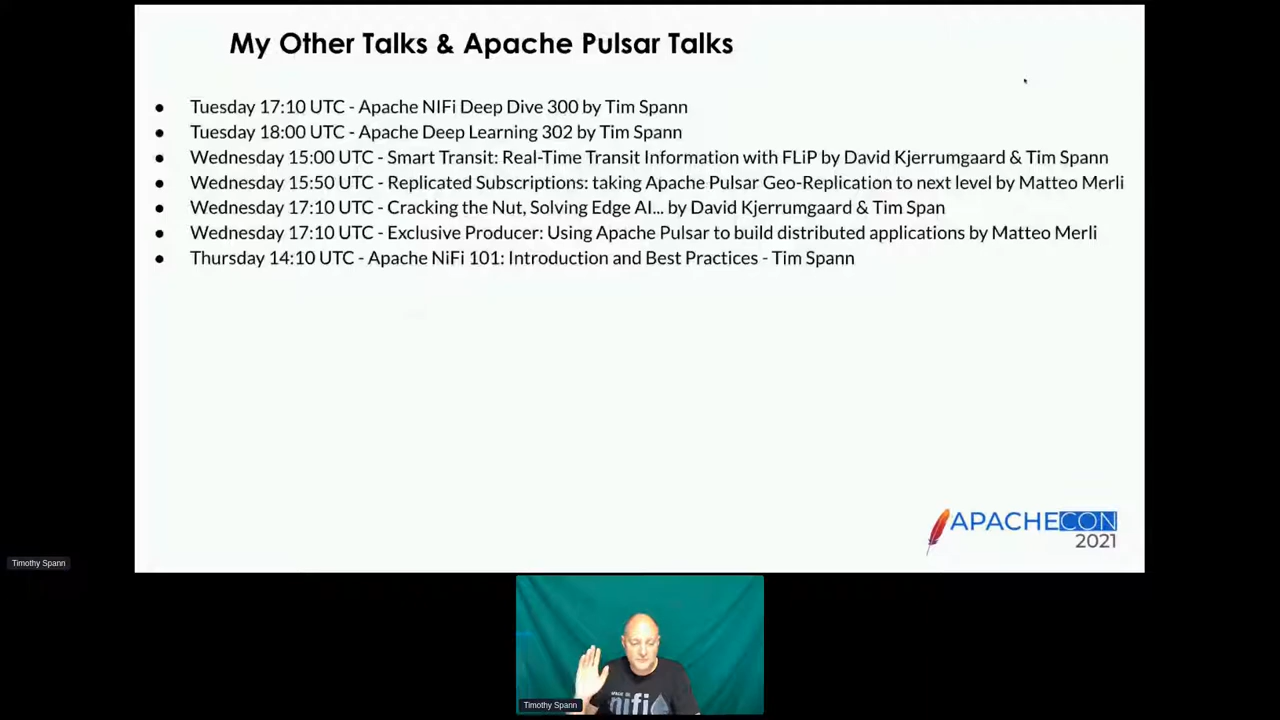 My Other Talks & Apache Pulsar Talks
● Tuesday 17:10 UTC - Apache NIFi Deep Dive 300 by Tim Spann
● Tuesday 18:00 UTC - Apache Deep Learning 302 by Tim Spann
● Wednesday 15:00 UTC - Smart Transit: Real-Time Transit Information with FLiP by David Kjerrumgaard & Tim Spann
● Wednesday 15:50 UTC - Replicated Subscriptions: taking Apache Pulsar Geo-Replication to next level by Matteo Merli
● Wednesday 17:10 UTC - Cracking the Nut, Solving Edge AI... by David Kjerrumgaard & Tim Span
● Wednesday 17:10 UTC - Exclusive Producer: Using Apache Pulsar to build distributed applications by Matteo Merli
● Thursday 14:10 UTC - Apache NiFi 101: Introduction and Best Practices - Tim Spann
APACHECON
2021
Timothy Spann
nifi
Timothy Spann